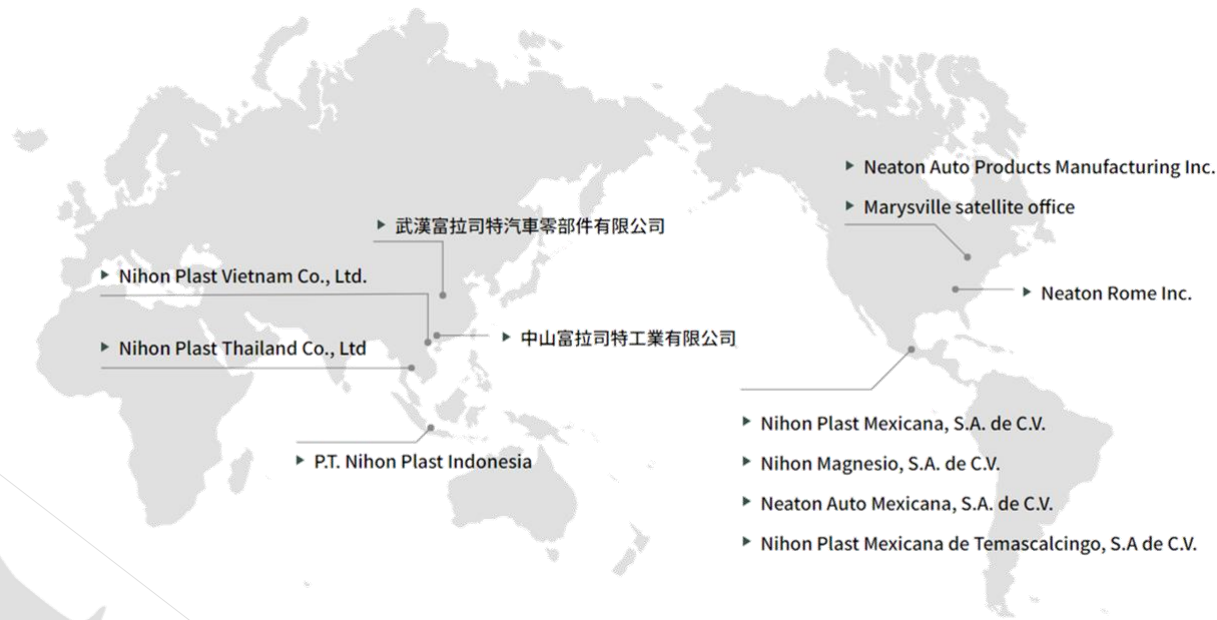 Neaton Auto Products Manufacturing Inc.
Marysville satellite office
武漢富拉司特汽車零部件有限公司
Nihon Plast Vietnam Co., Ltd.
Neaton Rome Inc.
中山富拉司特工業有限公司
Nihon Plast Thailand Co., Ltd
Nihon Plast Mexicana, S.A. de C.V.
P.T. Nihon Plast Indonesia
Nihon Magnesio, S.A. de C.V.
Neaton Auto Mexicana, S.A. de C.V.
Nihon Plast Mexicana de Temascalcingo, S.A de C.V.